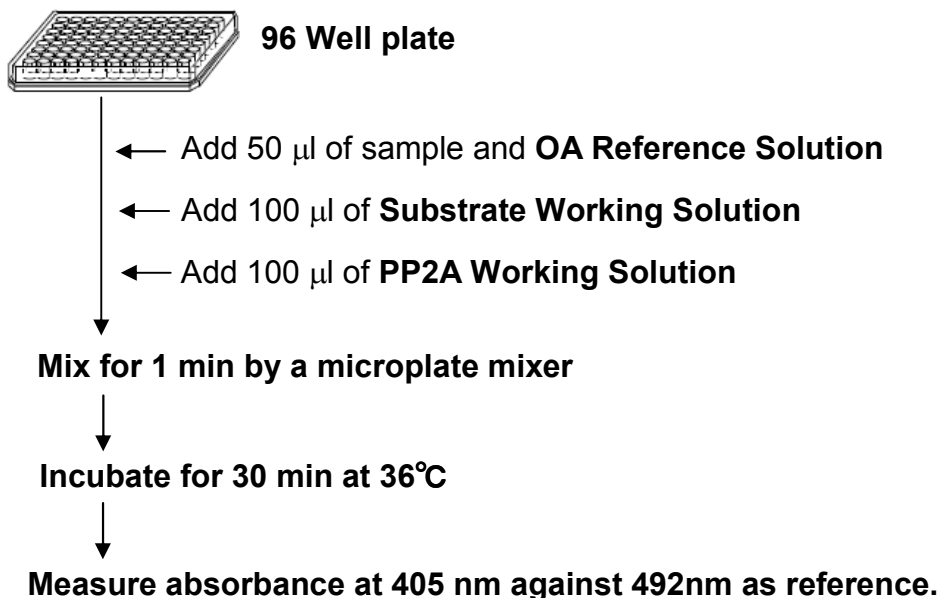 96 Well plate
Add 50 μl of sample and OA Reference Solution
Add 100 μl of Substrate Working Solution
Add 100 μl of PP2A Working Solution
Mix for 1 min by a microplate mixer
Incubate for 30 min at 36℃
Measure absorbance at 405 nm against 492nm as reference.